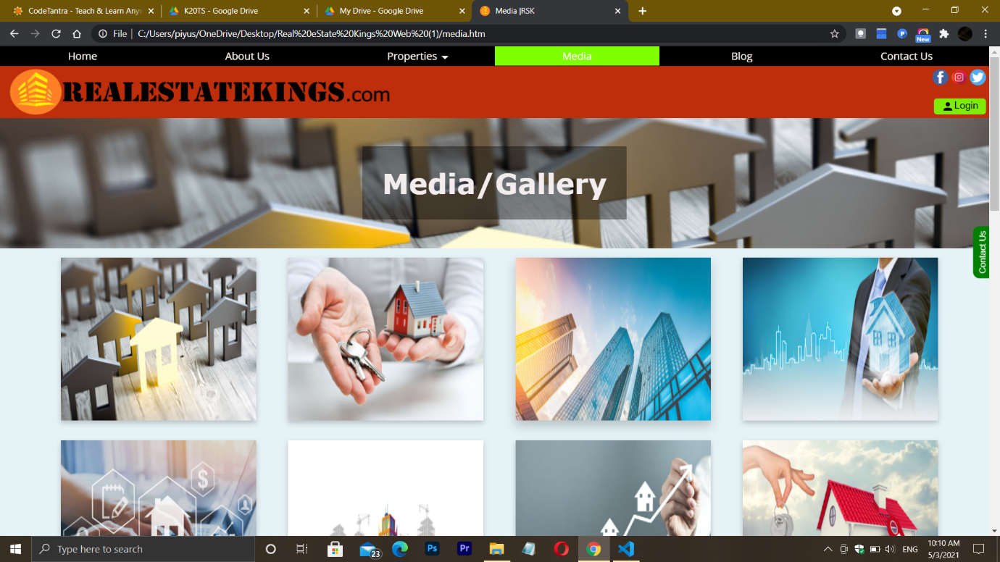 CodeTantra - Teach & Learn Any
K20TS - Google Drive
My Drive - Google Drive
Media |RSK
File | C:/Users/piyus/OneDrive/Desktop/Real%20eState%20Kings%20Web%20(1)/media.htm
New
Home About Us Properties Media Blog Contact Us
REALESTATEKINGS.com
Login
Media/Gallery
Contact Us
$
Type here to search
23
Ps
Pr
ENG
10:10 AM
5/3/2021